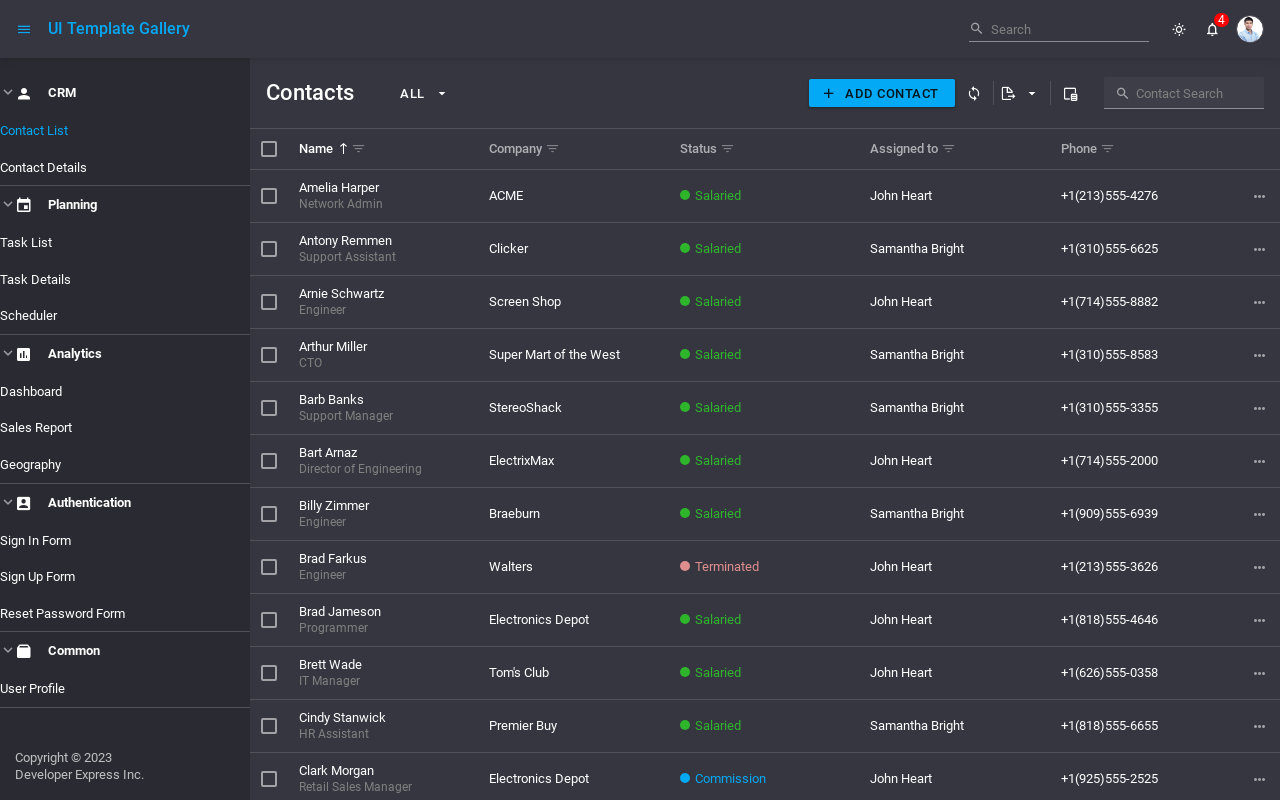 UI Template Gallery
Search
4
CRM
Contact List
Contact Details
Planning
Task List
Task Details
Scheduler
Analytics
Dashboard
Sales Report
Geography
Authentication
Sign In Form
Sign Up Form
Reset Password Form
Common
User Profile
Copyright © 2023
Developer Express Inc.
Contacts ALL ADD CONTACT Contact Search
Name Company Status Assigned to Phone
Amelia Harper
Network Admin
ACME Salaried John Heart +1(213)555-4276
Antony Remmen
Support Assistant
Clicker Salaried Samantha Bright +1(310)555-6625
Arnie Schwartz
Engineer
Screen Shop Salaried John Heart +1(714)555-8882
Arthur Miller
CTO
Super Mart of the West Salaried Samantha Bright +1(310)555-8583
Barb Banks
Support Manager
StereoShack Salaried Samantha Bright +1(310)555-3355
Bart Arnaz
Director of Engineering
ElectrixMax Salaried John Heart +1(714)555-2000
Billy Zimmer
Engineer
Braeburn Salaried Samantha Bright +1(909)555-6939
Brad Farkus
Engineer
Walters Terminated John Heart +1(213)555-3626
Brad Jameson
Programmer
Electronics Depot Salaried John Heart +1(818)555-4646
Brett Wade
IT Manager
Tom's Club Salaried John Heart +1(626)555-0358
Cindy Stanwick
HR Assistant
Premier Buy Salaried Samantha Bright +1(818)555-6655
Clark Morgan
Retail Sales Manager
Electronics Depot Commission John Heart +1(925)555-2525